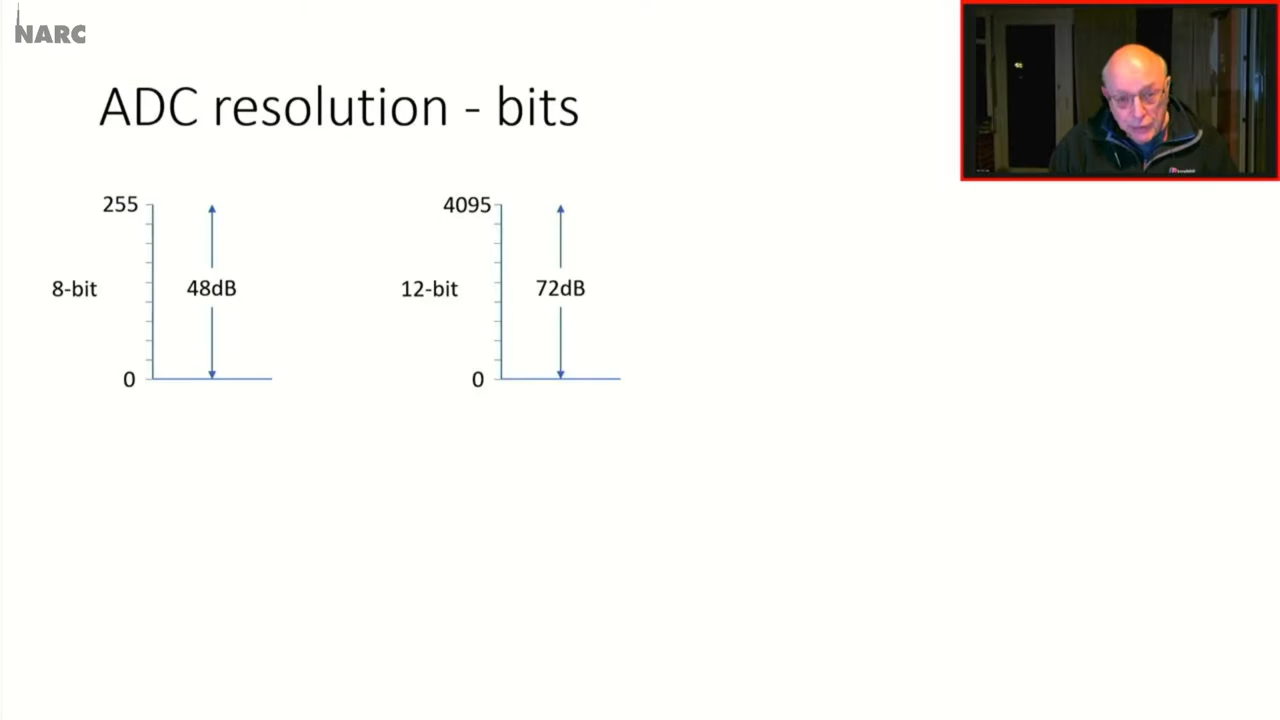 NARC
ADC resolution - bits
255
8-bit
48dB
0
4095
12-bit
72dB
0